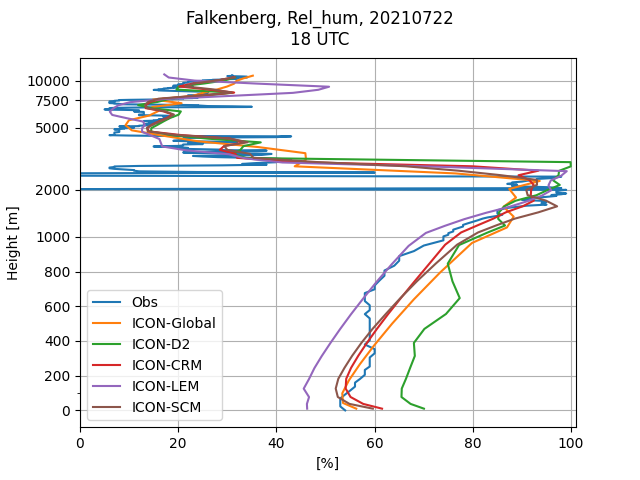 Falkenberg, Rel_hum, 20210722
18 UTC
10000
7500
5000
2000
1000
800
600
400
200
0
Height [m]
Obs
ICON-Global
ICON-D2
ICON-CRM
ICON-LEM
ICON-SCM
0 20 40 60 80 100
[%]